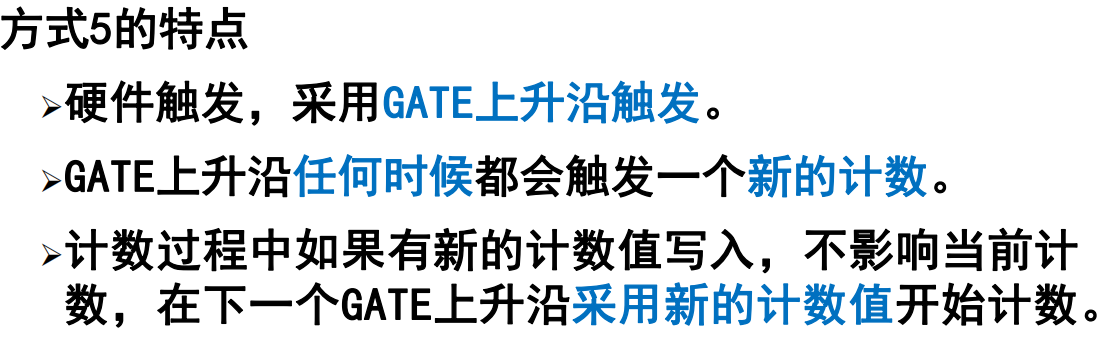 方式5的特点
➢硬件触发，采用GATE上升沿触发。
➢GATE上升沿任何时候都会触发一个新的计数。
➢计数过程中如果有新的计数值写入，不影响当前计
数，在下一个GATE上升沿采用新的计数值开始计数。